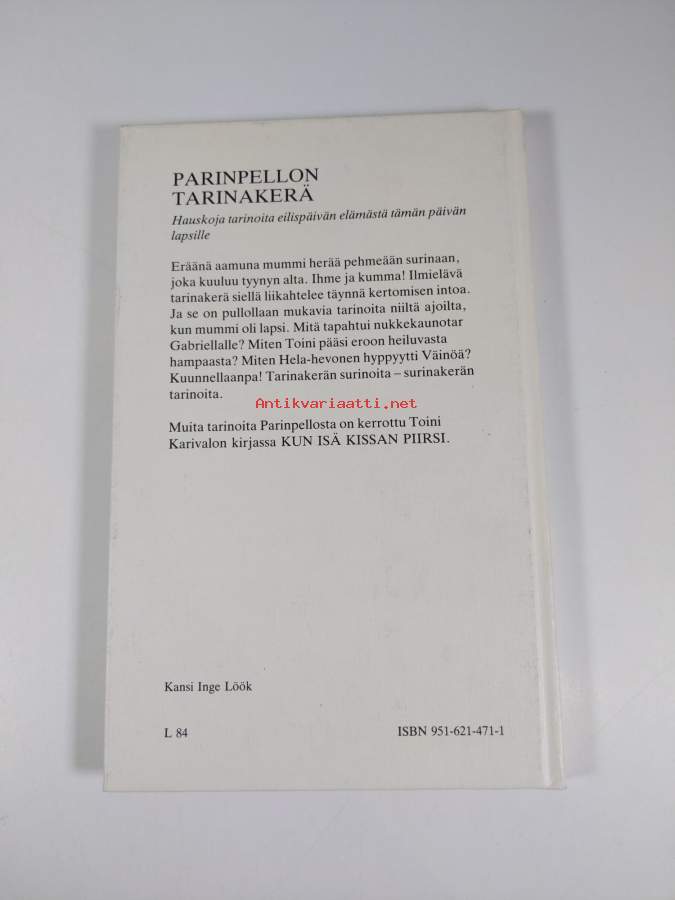 PARINPELLON
TARINAKERÄ
Hauskoja tarinoita eilispäivän elämästä tämän päivän
lapsille
Eräänä aamuna mummi herää pehmeään surinaan,
joka kuuluu tyynyn alta. Ihme ja kumma! Ilmielävä
tarinakerä siellä liikahtelee täynnä kertomisen intoa.
Ja se on pullollaan mukavia tarinoita niiltä ajoilta,
kun mummi oli lapsi. Mitä tapahtui nukkekaunotar
Gabriellalle? Miten Toini pääsi eroon heiluvasta
hampaasta? Miten Hela-hevonen hyppyytti Väinöä?
Kuunnellaanpa! Tarinakerän surinoita – surinakerän
tarinoita.
Antikvariaatti.net
Muita tarinoita Parinpellosta on kerrottu Toini
Karivalon kirjassa KUN ISÄ KISSAN PIIRSI.
Kansi Inge Löök
L 84
ISBN 951-621-471-1